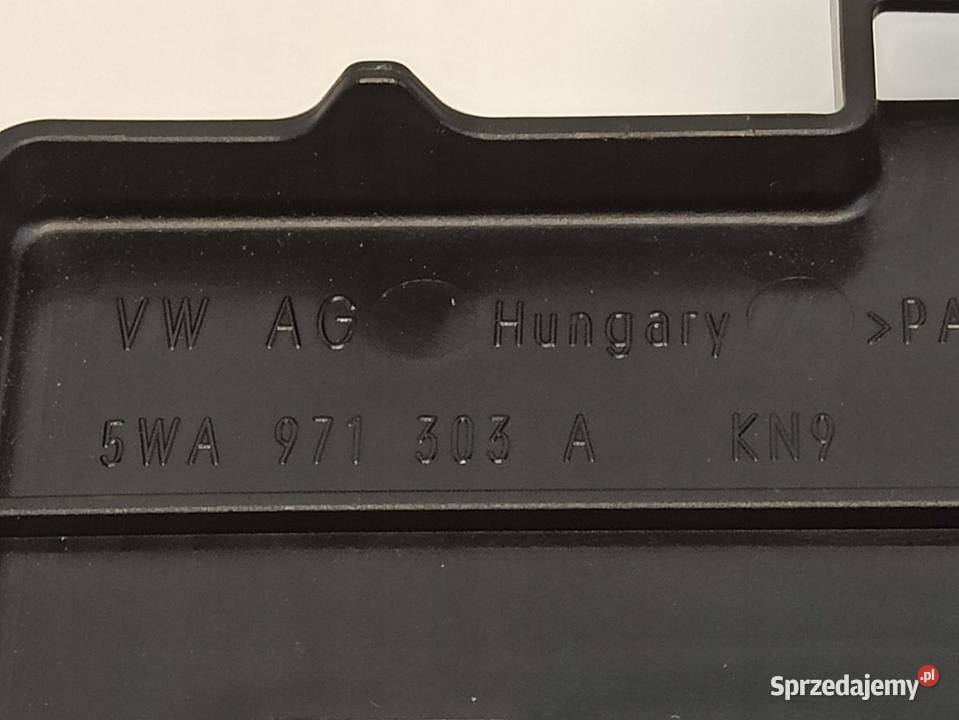 VW AG Hungary >PA
5WA 971 303 A KN9
Sprzedajemy.pl